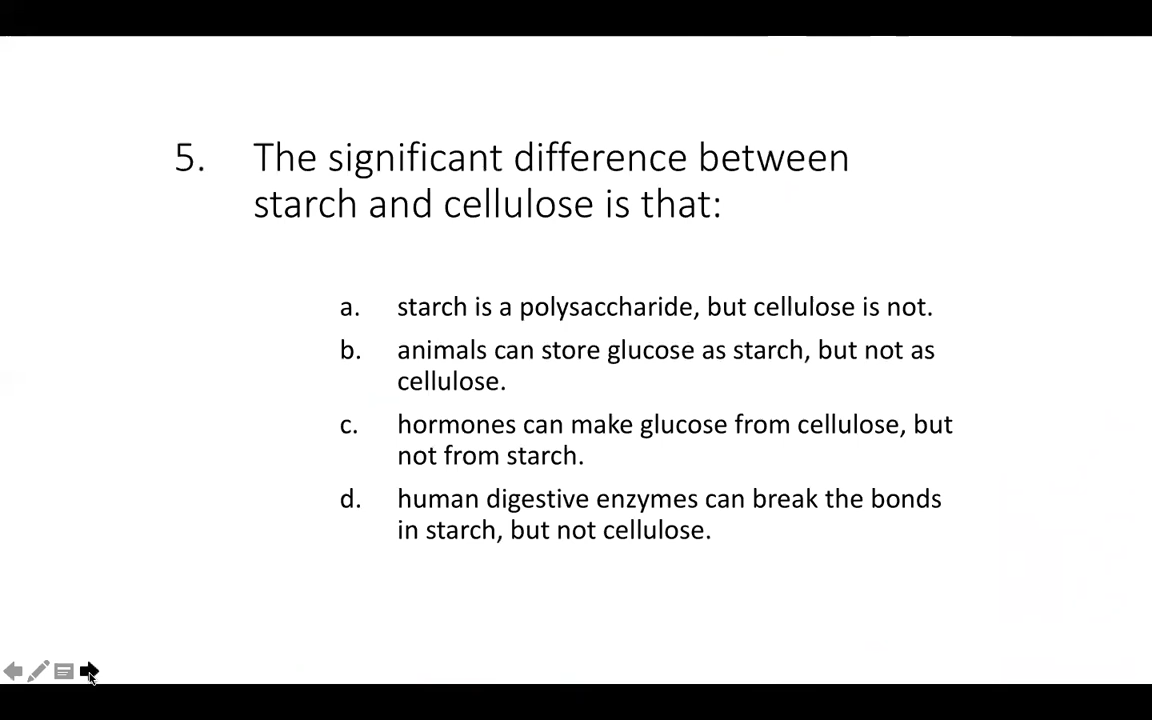 5. The significant difference between
starch and cellulose is that:
a. starch is a polysaccharide, but cellulose is not.
b. animals can store glucose as starch, but not as
cellulose.
c. hormones can make glucose from cellulose, but
not from starch.
d. human digestive enzymes can break the bonds
in starch, but not cellulose.